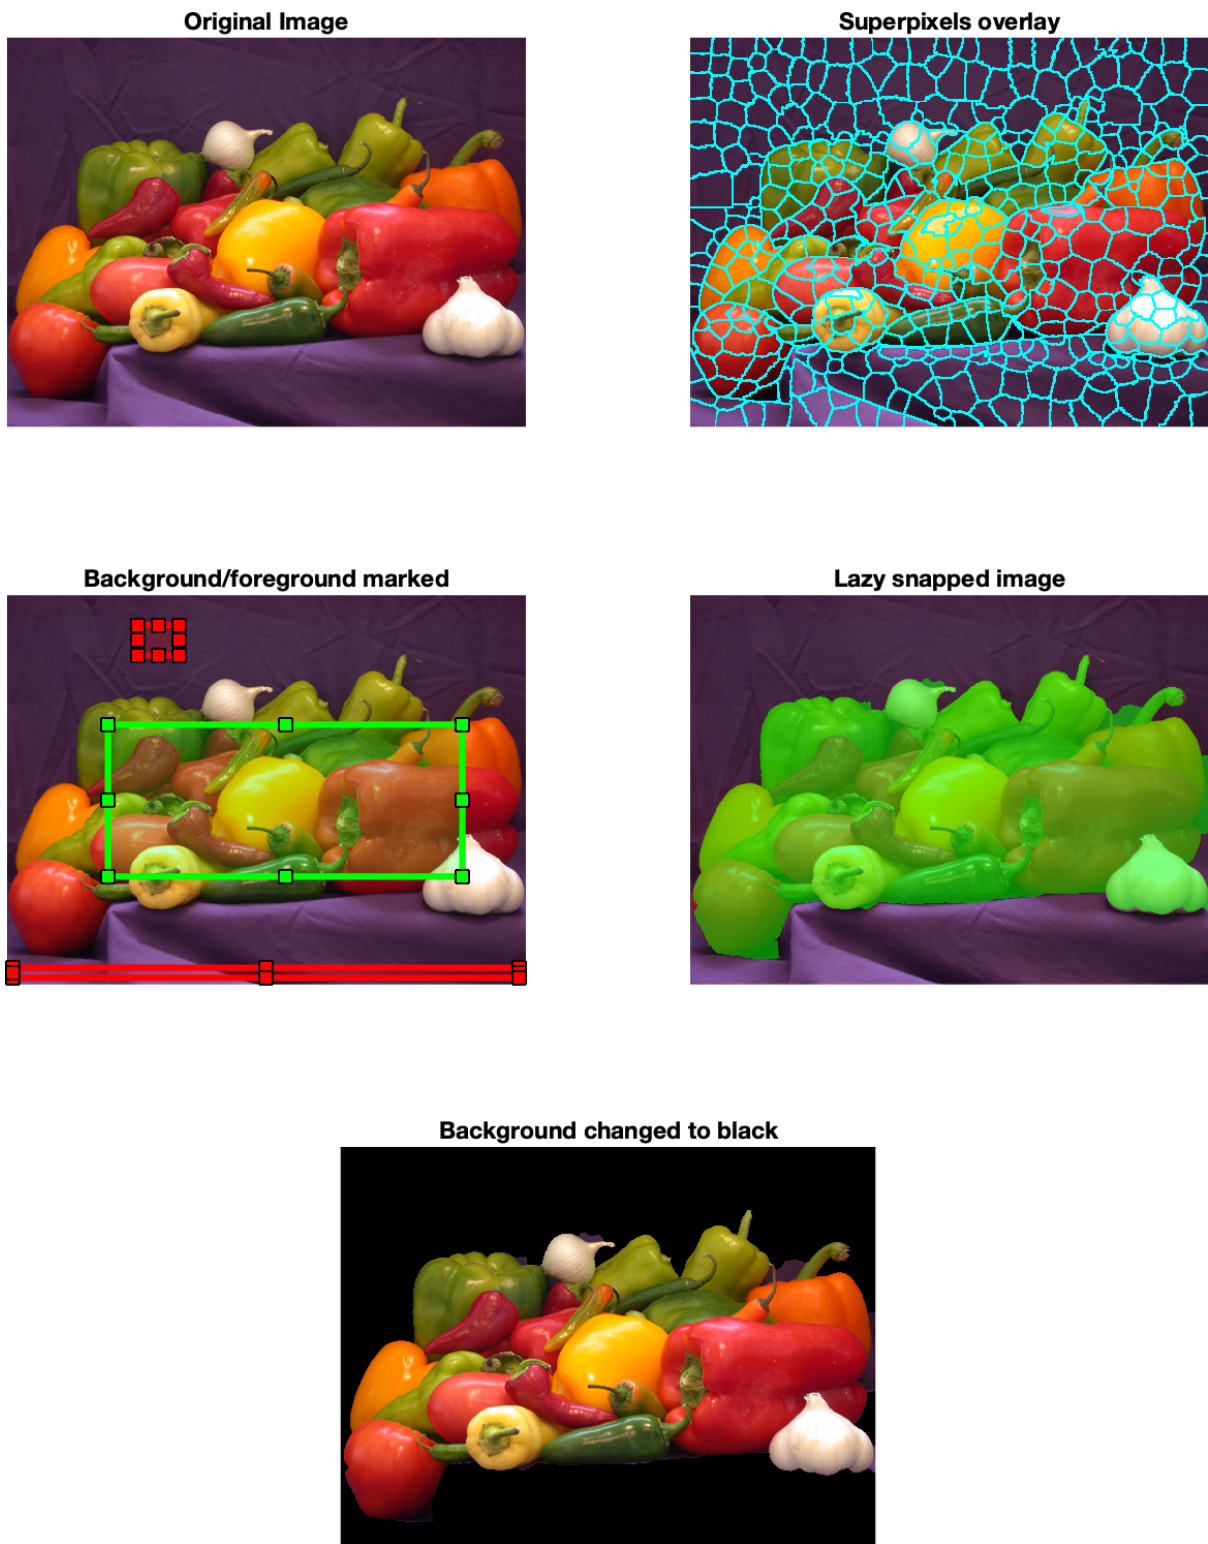 Original Image
Superpixels overlay
Background/foreground marked
Lazy snapped image
Background changed to black